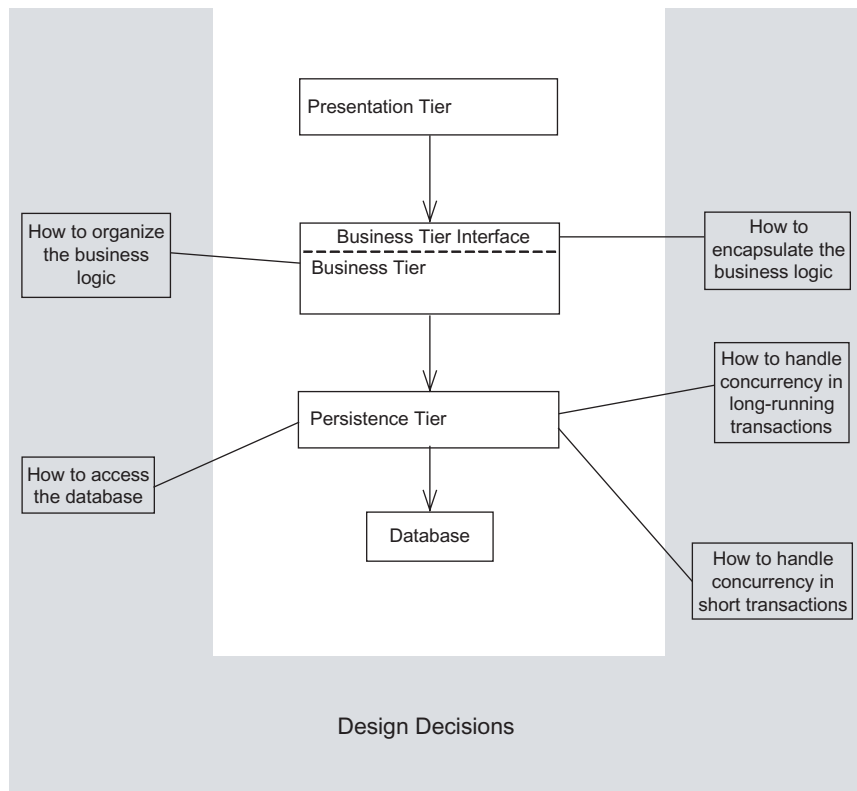 Presentation Tier
How to organize
the business
logic
Business Tier Interface
Business Tier
How to
encapsulate the
business logic
How to handle
concurrency in
long-running
transactions
Persistence Tier
How to access
the database
Database
How to handle
concurrency in
short transactions
Design Decisions